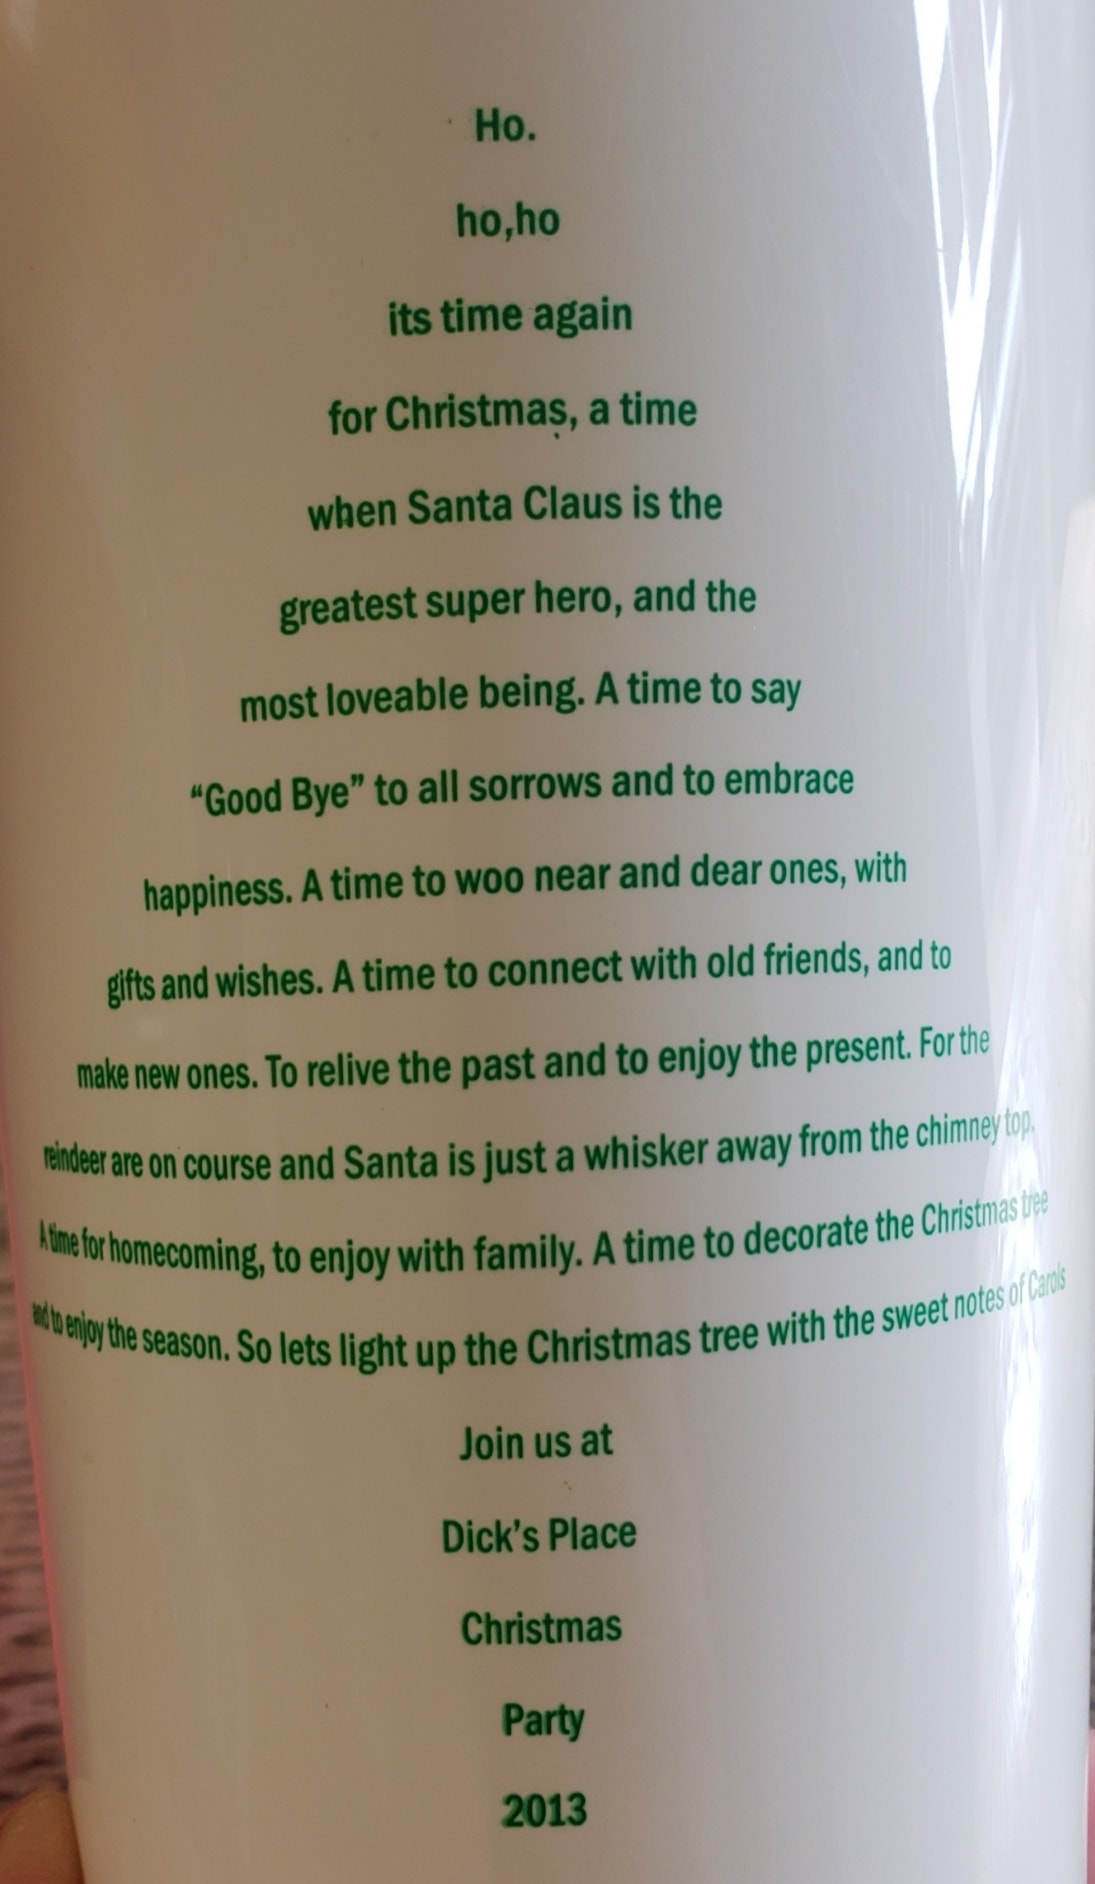 Ho.
ho,ho
its time again
for Christmas, a time
when Santa Claus is the
greatest super hero, and the
most loveable being. A time to say
“Good Bye” to all sorrows and to embrace
happiness. A time to woo near and dear ones, with
gifts and wishes. A time to connect with old friends, and to
make new ones. To relive the past and to enjoy the present. For the
reindeer are on course and Santa is just a whisker away from the chimney top.
A time for homecoming, to enjoy with family. A time to decorate the Christmas tree
and to enjoy the season. So lets light up the Christmas tree with the sweet notes of Carols
Join us at
Dick’s Place
Christmas
Party
2013